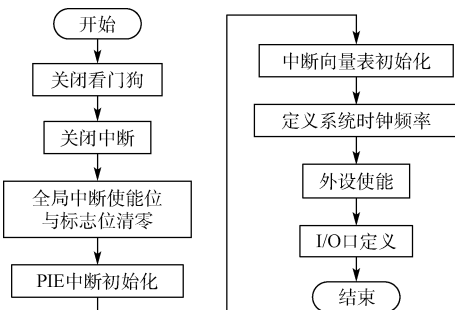 开始
关闭看门狗
关闭中断
全局中断使能位
与标志位清零
PIE中断初始化
中断向量表初始化
定义系统时钟频率
外设使能
I/O口定义
结束